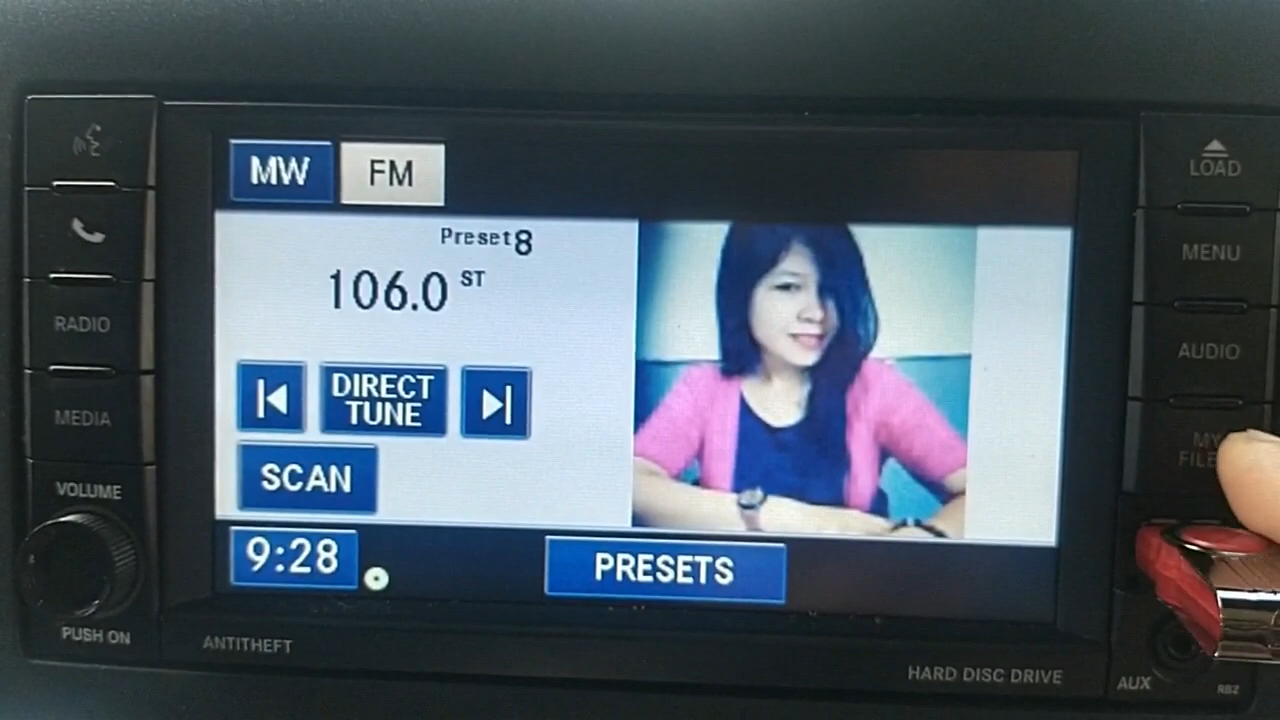 MW
FM
Preset 8
106.0 ST
DIRECT
TUNE
SCAN
9:28
PRESETS
RADIO
MEDIA
VOLUME
PUSH ON
ANTITHEFT
HARD DISC DRIVE
LOAD
MENU
AUDIO
MY
AUX
RBZ